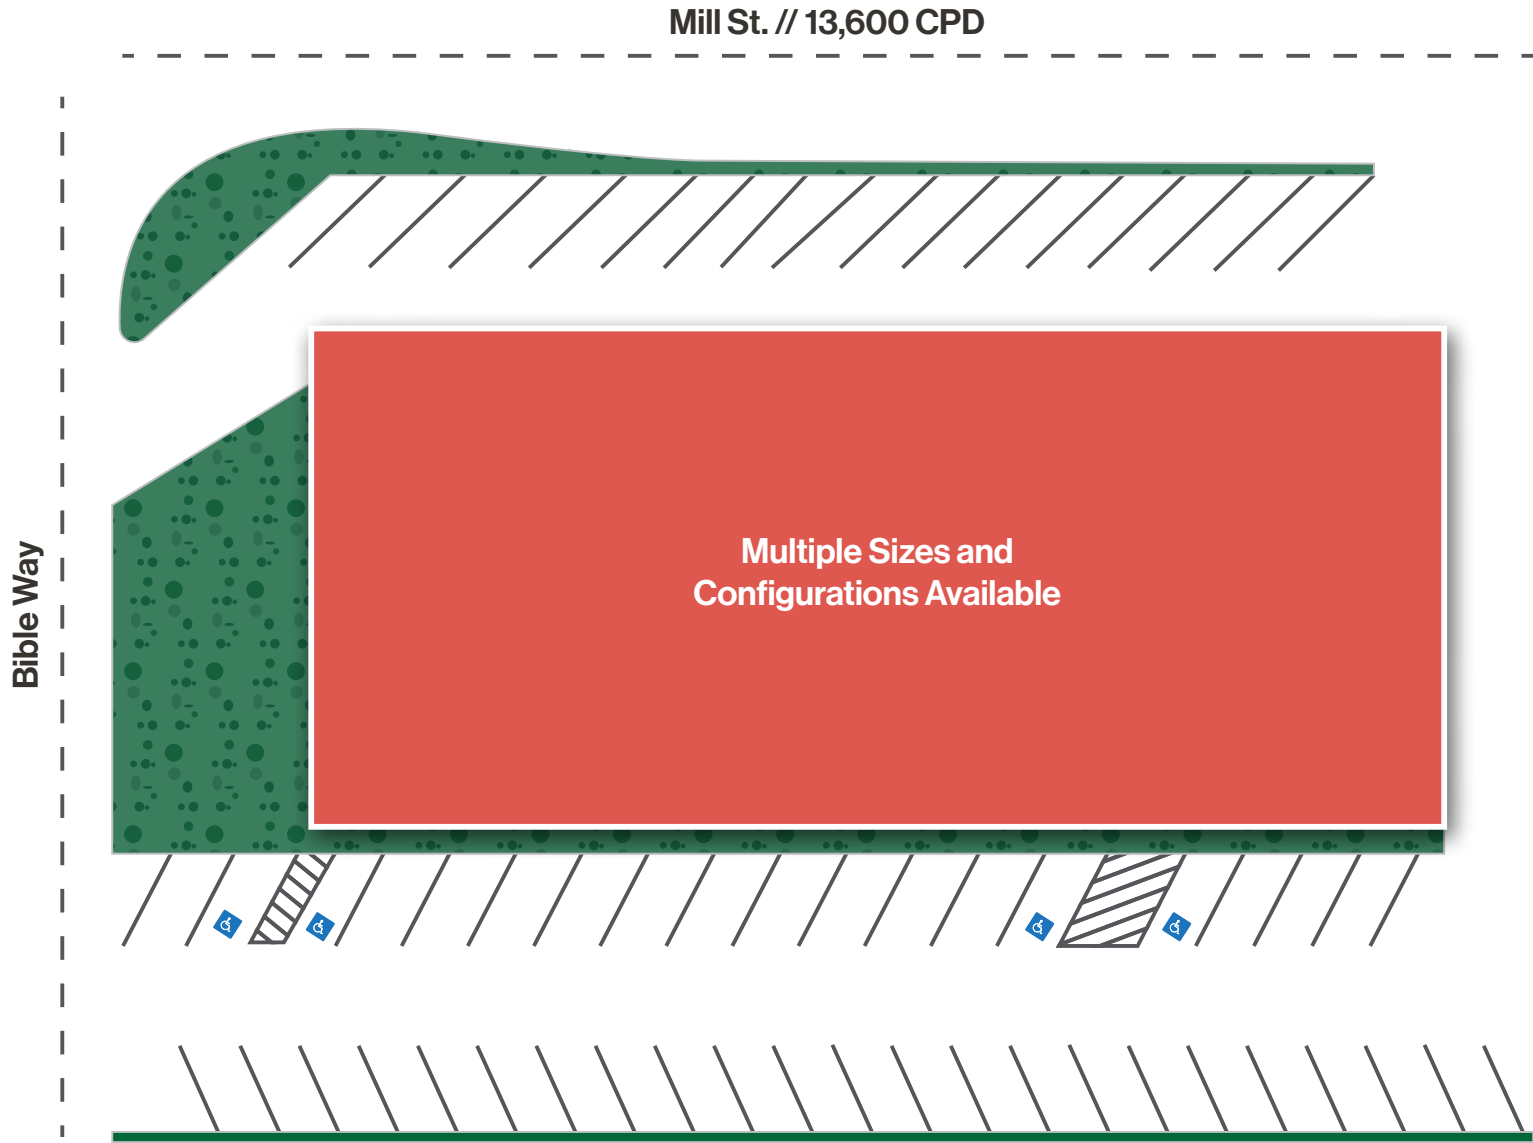 Mill St. // 13,600 CPD
Bible Way
Multiple Sizes and
Configurations Available